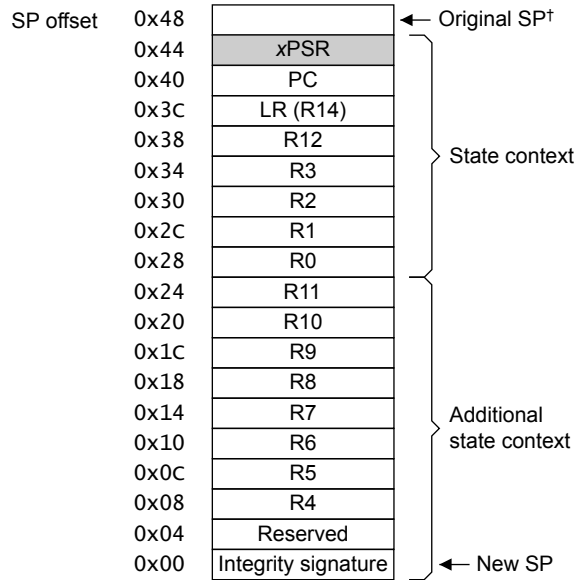 SP offset 0x48 Original SP†
0x44 xPSR
0x40 PC
0x3C LR (R14)
0x38 R12
0x34 R3 State context
0x30 R2
0x2C R1
0x28 R0
0x24 R11
0x20 R10
0x1C R9
0x18 R8
0x14 R7 Additional
0x10 R6 state context
0x0C R5
0x08 R4
0x04 Reserved
0x00 Integrity signature New SP